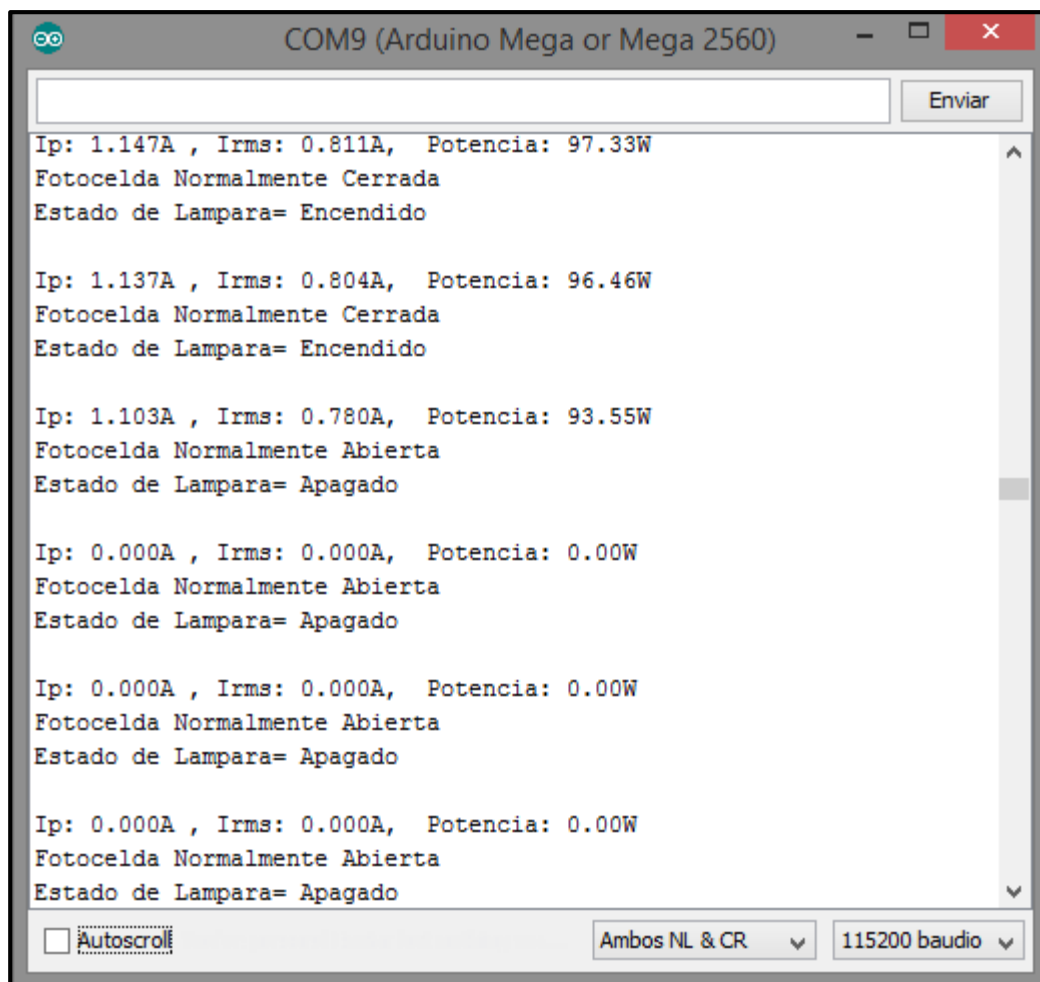 COM9 (Arduino Mega or Mega 2560)
Enviar
Ip: 1.147A , Irms: 0.811A,  Potencia: 97.33W
Fotocelda Normalmente Cerrada
Estado de Lampara= Encendido
Ip: 1.137A , Irms: 0.804A,  Potencia: 96.46W
Fotocelda Normalmente Cerrada
Estado de Lampara= Encendido
Ip: 1.103A , Irms: 0.780A,  Potencia: 93.55W
Fotocelda Normalmente Abierta
Estado de Lampara= Apagado
Ip: 0.000A , Irms: 0.000A,  Potencia: 0.00W
Fotocelda Normalmente Abierta
Estado de Lampara= Apagado
Ip: 0.000A , Irms: 0.000A,  Potencia: 0.00W
Fotocelda Normalmente Abierta
Estado de Lampara= Apagado
Ip: 0.000A , Irms: 0.000A,  Potencia: 0.00W
Fotocelda Normalmente Abierta
Estado de Lampara= Apagado
Autoscroll Ambos NL & CR 115200 baudio